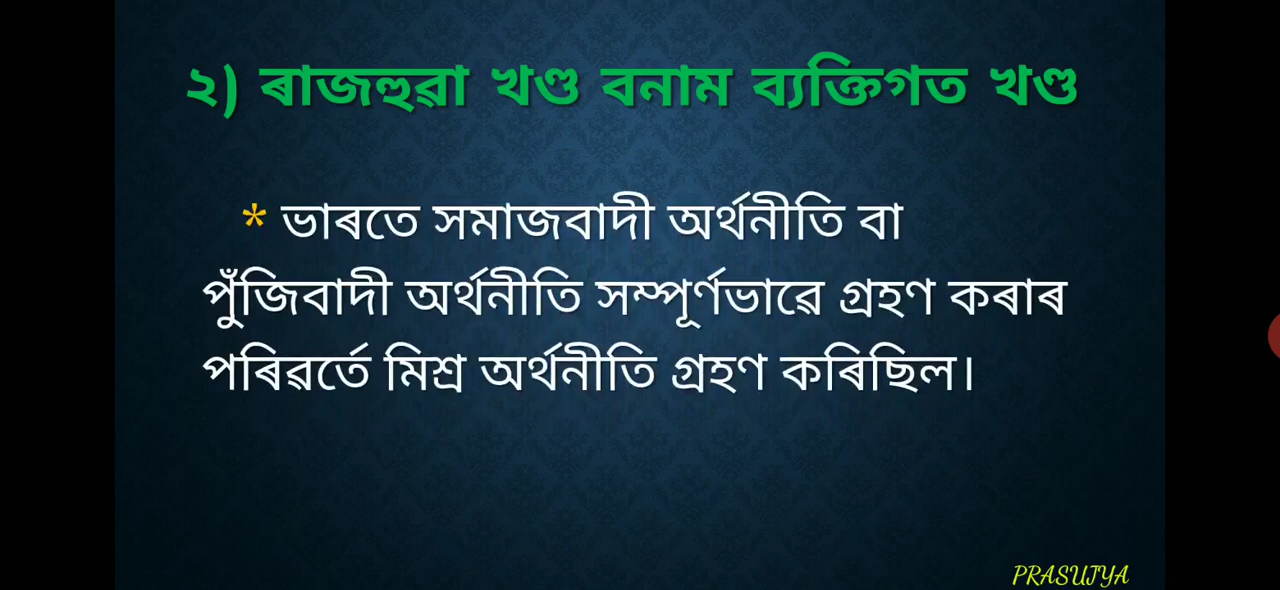 ২) ৰাজহুৱা খণ্ড বনাম ব্যক্তিগত খণ্ড
* ভাৰতে সমাজবাদী অৰ্থনীতি বা
পুঁজিবাদী অৰ্থনীতি সম্পূৰ্ণভাৱে গ্ৰহণ কৰাৰ
পৰিৱৰ্তে মিশ্ৰ অৰ্থনীতি গ্ৰহণ কৰিছিল।
PRASUJYA